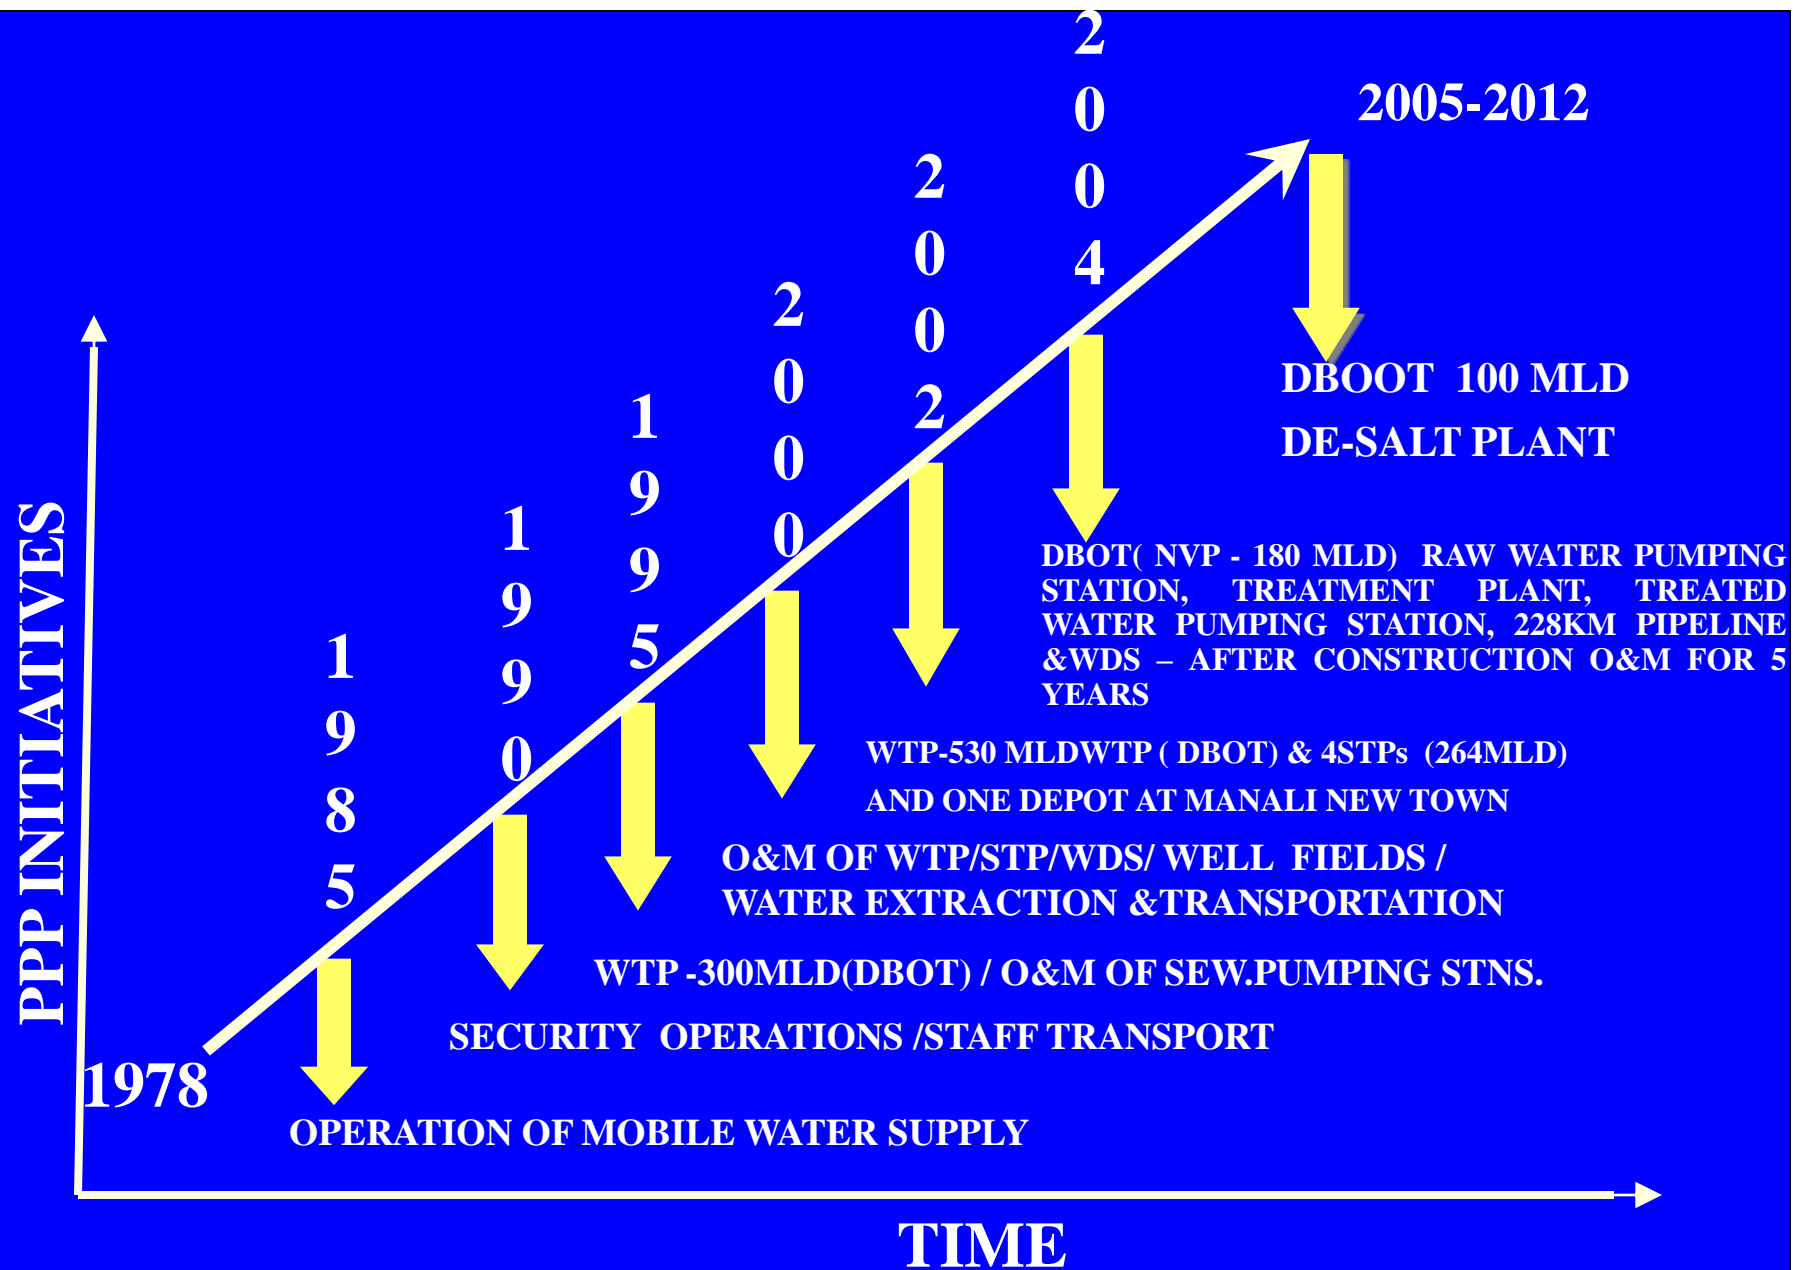 2004
2005-2012
2002
2000
1995
1990
1985
1978
PPP INITIATIVES
DBOOT 100 MLD
DE-SALT PLANT
DBOT( NVP - 180 MLD) RAW WATER PUMPING
STATION, TREATMENT PLANT, TREATED
WATER PUMPING STATION, 228KM PIPELINE
&WDS – AFTER CONSTRUCTION O&M FOR 5
YEARS
WTP-530 MLDWTP ( DBOT) & 4STPs (264MLD)
AND ONE DEPOT AT MANALI NEW TOWN
O&M OF WTP/STP/WDS/ WELL FIELDS /
WATER EXTRACTION &TRANSPORTATION
WTP -300MLD(DBOT) / O&M OF SEW.PUMPING STNS.
SECURITY OPERATIONS /STAFF TRANSPORT
OPERATION OF MOBILE WATER SUPPLY
TIME